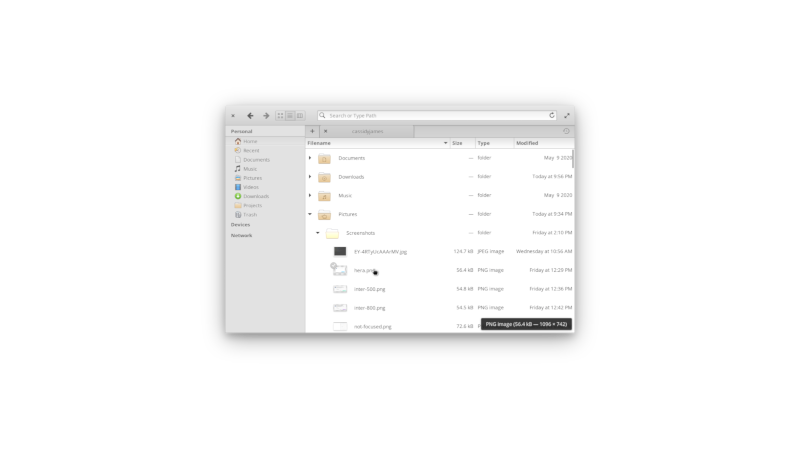 Search or Type Path
Personal
cassidyjames
Home
Filename Size Type Modified
Recent
Documents
Documents — folder May 9 2020
Music
Pictures
Downloads — folder Today at 9:56 PM
Videos
Downloads
Music — folder May 9 2020
Projects
Trash
Pictures — folder Today at 8:34 PM
Devices
Network
Screenshots — folder Friday at 2:10 PM
124.7 kB JPEG image Wednesday at 10:56 AM
56.4 kB PNG image Friday at 12:29 PM
inter-500.png 54.8 kB PNG image Friday at 12:36 PM
inter-800.png 54.5 kB PNG image Friday at 12:42 PM
not-focused.png 72.6 kB
PNG image (56.4 kB — 1096 × 742)